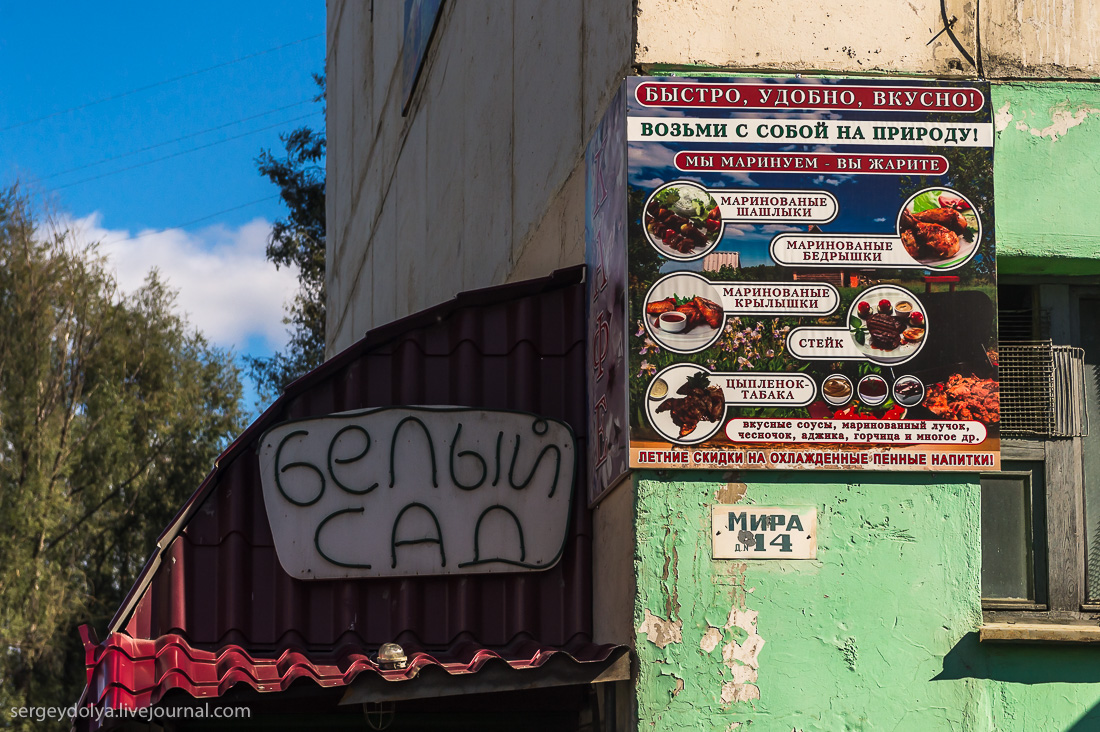 БЫСТРО, УДОБНО, ВКУСНО!
ВОЗЬМИ С СОБОЙ НА ПРИРОДУ!
МЫ МАРИНУЕМ - ВЫ ЖАРИТЕ
МАРИНОВАНЫЕ
ШАШЛЫКИ
МАРИНОВАНЫЕ
БЕДРЫШКИ
МАРИНОВАНЫЕ
КРЫЛЫШКИ
СТЕЙК
ЦЫПЛЕНОК-
ТАБАКА
вкусные соусы, маринованный лучок,
чесночок, аджика, горчица и многое др.
ЛЕТНИЕ СКИДКИ НА ОХЛАЖДЕННЫЕ ПЕННЫЕ НАПИТКИ!
КАФЕ
БЕЛЫЙ
САД
МИРА
Д.№14
sergeydolya.livejournal.com